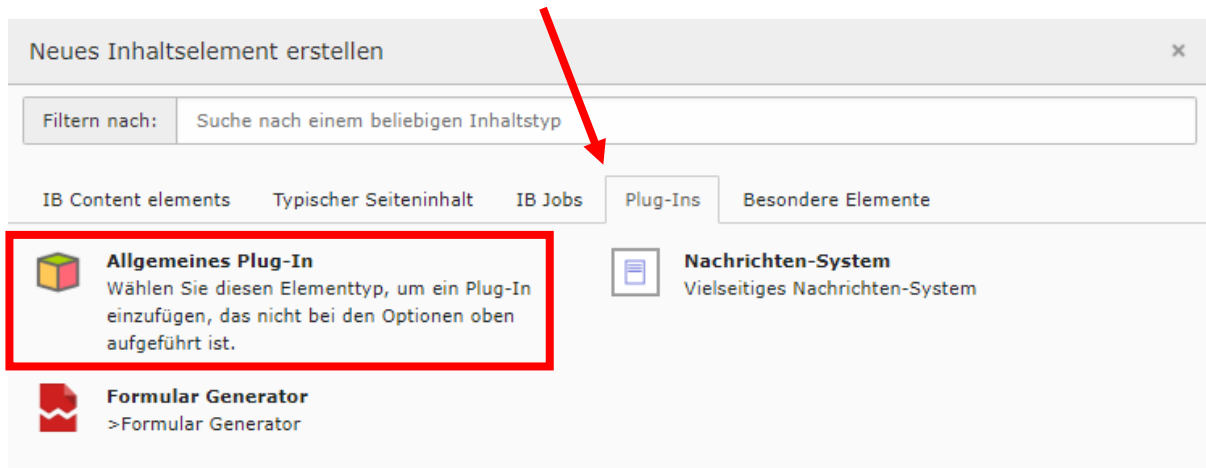 Neues Inhaltselement erstellen ×
Filtern nach: Suche nach einem beliebigen Inhaltstyp
IB Content elements Typischer Seiteninhalt IB Jobs Plug-Ins Besondere Elemente
Allgemeines Plug-In
Wählen Sie diesen Elementtyp, um ein Plug-In
einzufügen, das nicht bei den Optionen oben
aufgeführt ist.
Nachrichten-System
Vielseitiges Nachrichten-System
Formular Generator
>Formular Generator